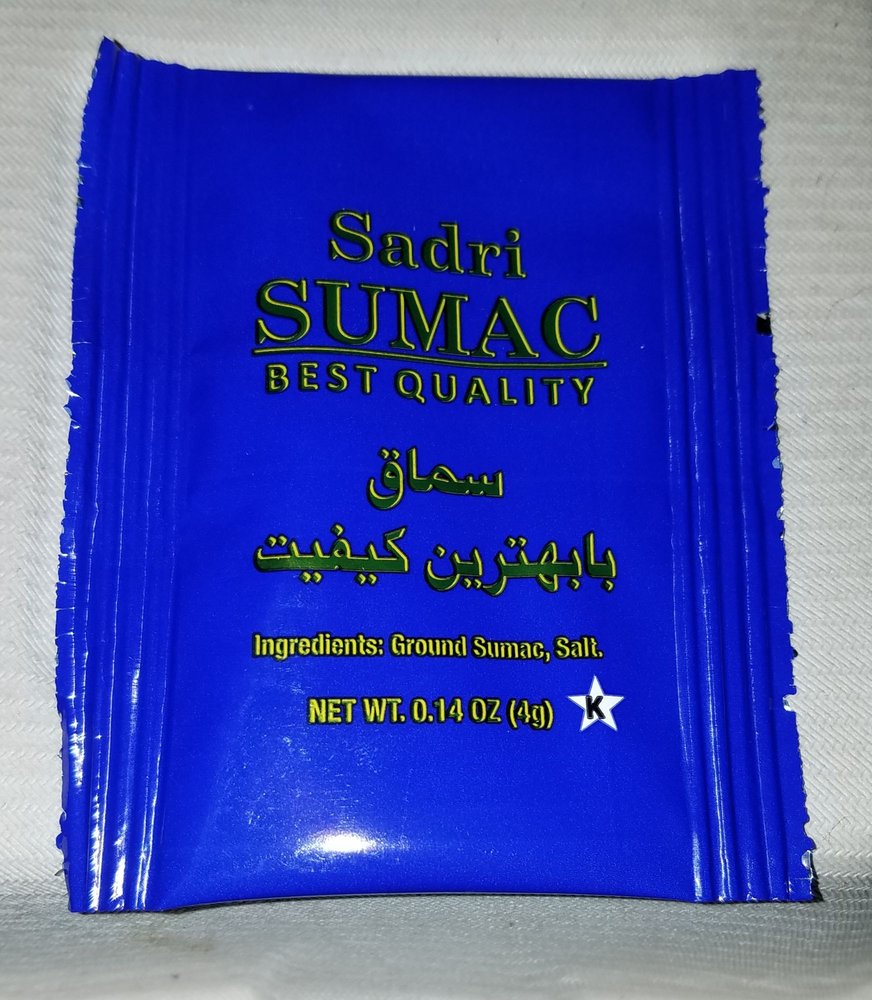 Sadri
SUMAC
BEST QUALITY
سماق
بابهترین کیفیت
Ingredients: Ground Sumac, Salt.
NET WT. 0.14 OZ (4g) K